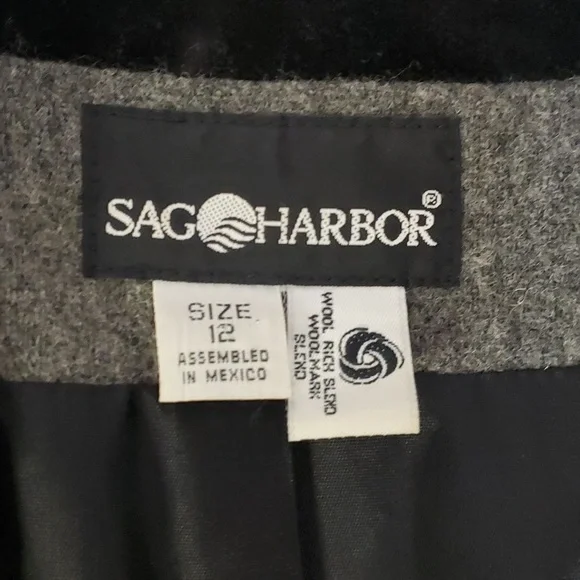 SAG HARBOR®
SIZE
12
ASSEMBLED
IN MEXICO
WOOL RICH BLEND
WOOLMARK
BLEND